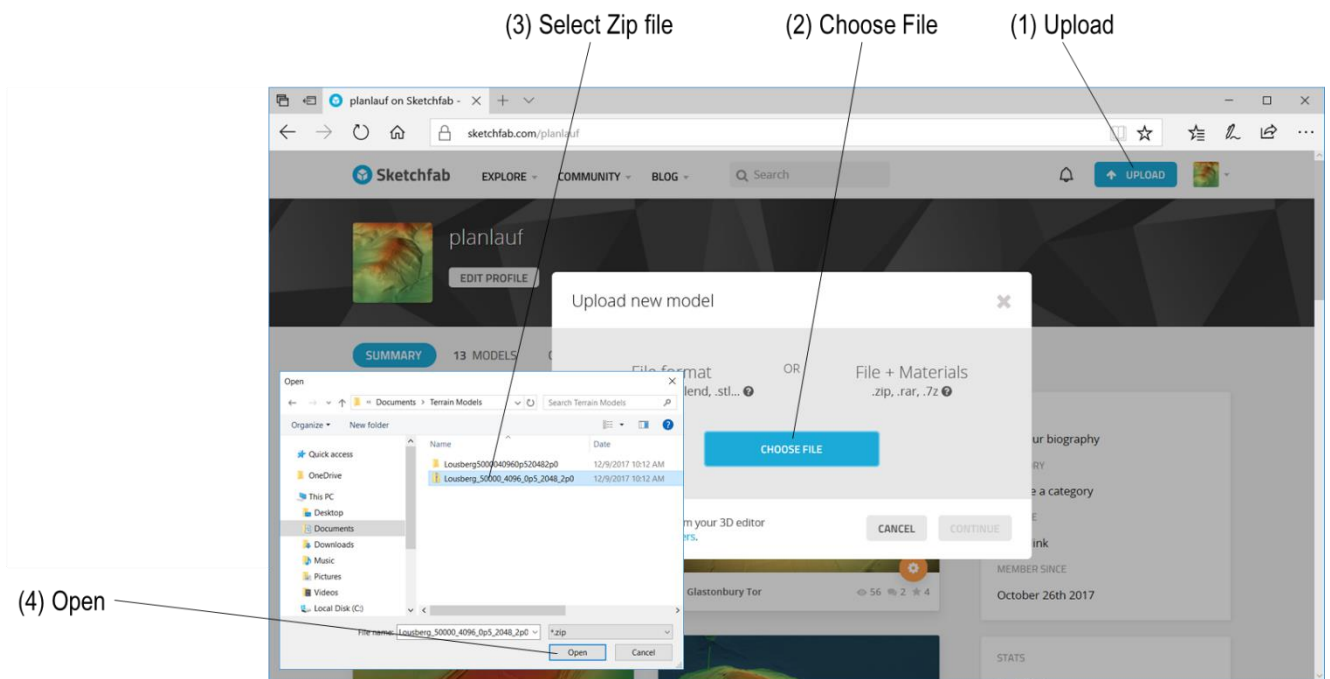 (3) Select Zip file (2) Choose File (1) Upload
planlauf on Sketchfab -
sketchfab.com/planlauf
Sketchfab EXPLORE COMMUNITY BLOG Search UPLOAD
planlauf
EDIT PROFILE
Upload new model
SUMMARY 13 MODELS
File format OR File + Materials
lend, .stl... .zip, .rar, .7z
CHOOSE FILE
m your 3D editor
ers.
CANCEL CONTINUE
Open
Documents > Terrain Models Search Terrain Models
Organize New folder
Name Date
Quick access
OneDrive
This PC
Desktop
Documents
Downloads
Music
Pictures
Videos
Local Disk (C:)
Lousberg5000040960p520482p0 12/9/2017 10:12 AM
Lousberg_50000_4096_0p5_2048_2p0 12/9/2017 10:12 AM
File name: Lousberg_50000_4096_0p5_2048_2p0 *.zip
Open Cancel
(4) Open
Glastonbury Tor 56 2 4
ur biography
RY
e a category
E
ink
MEMBER SINCE
October 26th 2017
STATS